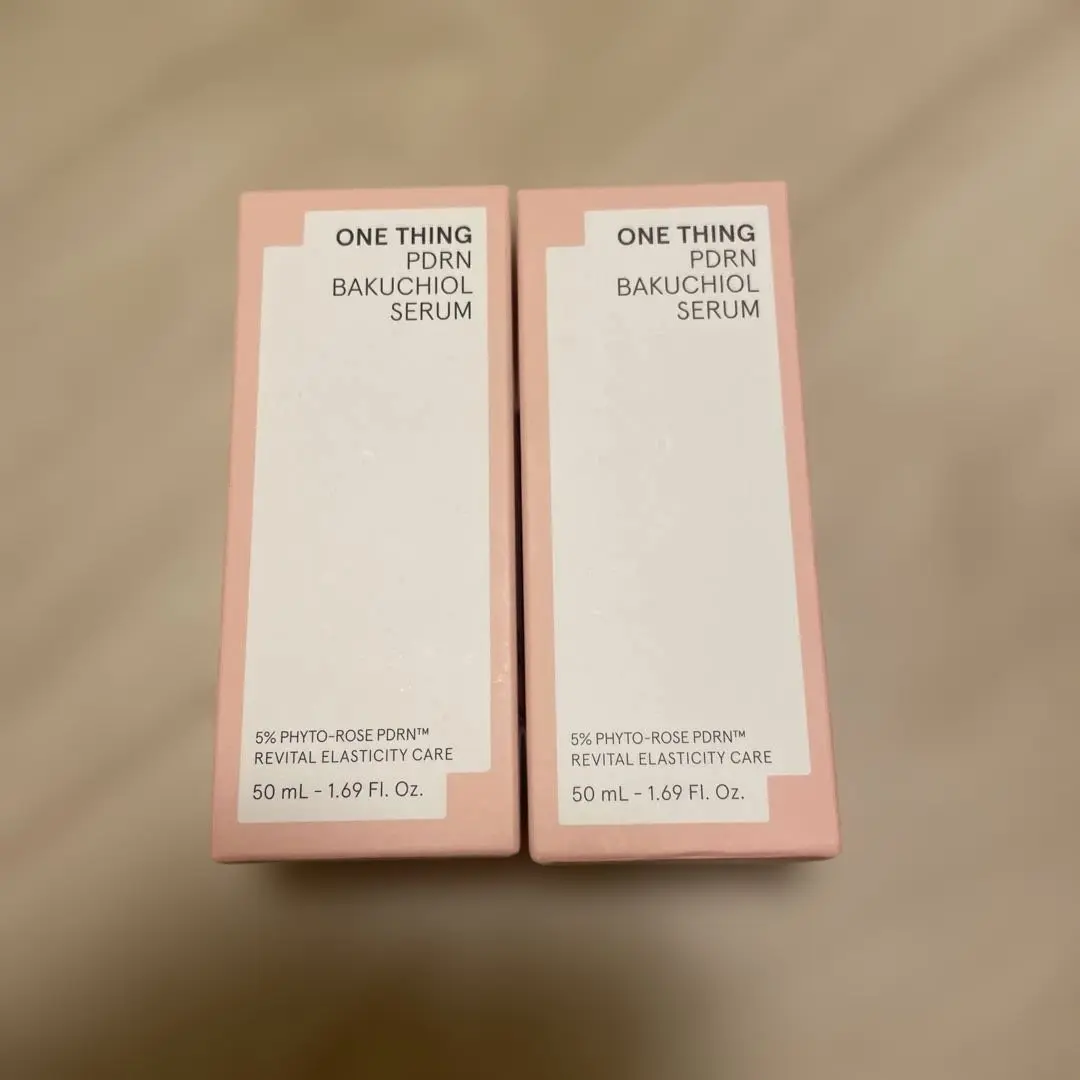 ONE THING
PDRN
BAKUCHIOL
SERUM
5% PHYTO-ROSE PDRN™
REVITAL ELASTICITY CARE
50 mL - 1.69 Fl. Oz.
ONE THING
PDRN
BAKUCHIOL
SERUM
5% PHYTO-ROSE PDRN™
REVITAL ELASTICITY CARE
50 mL - 1.69 Fl. Oz.